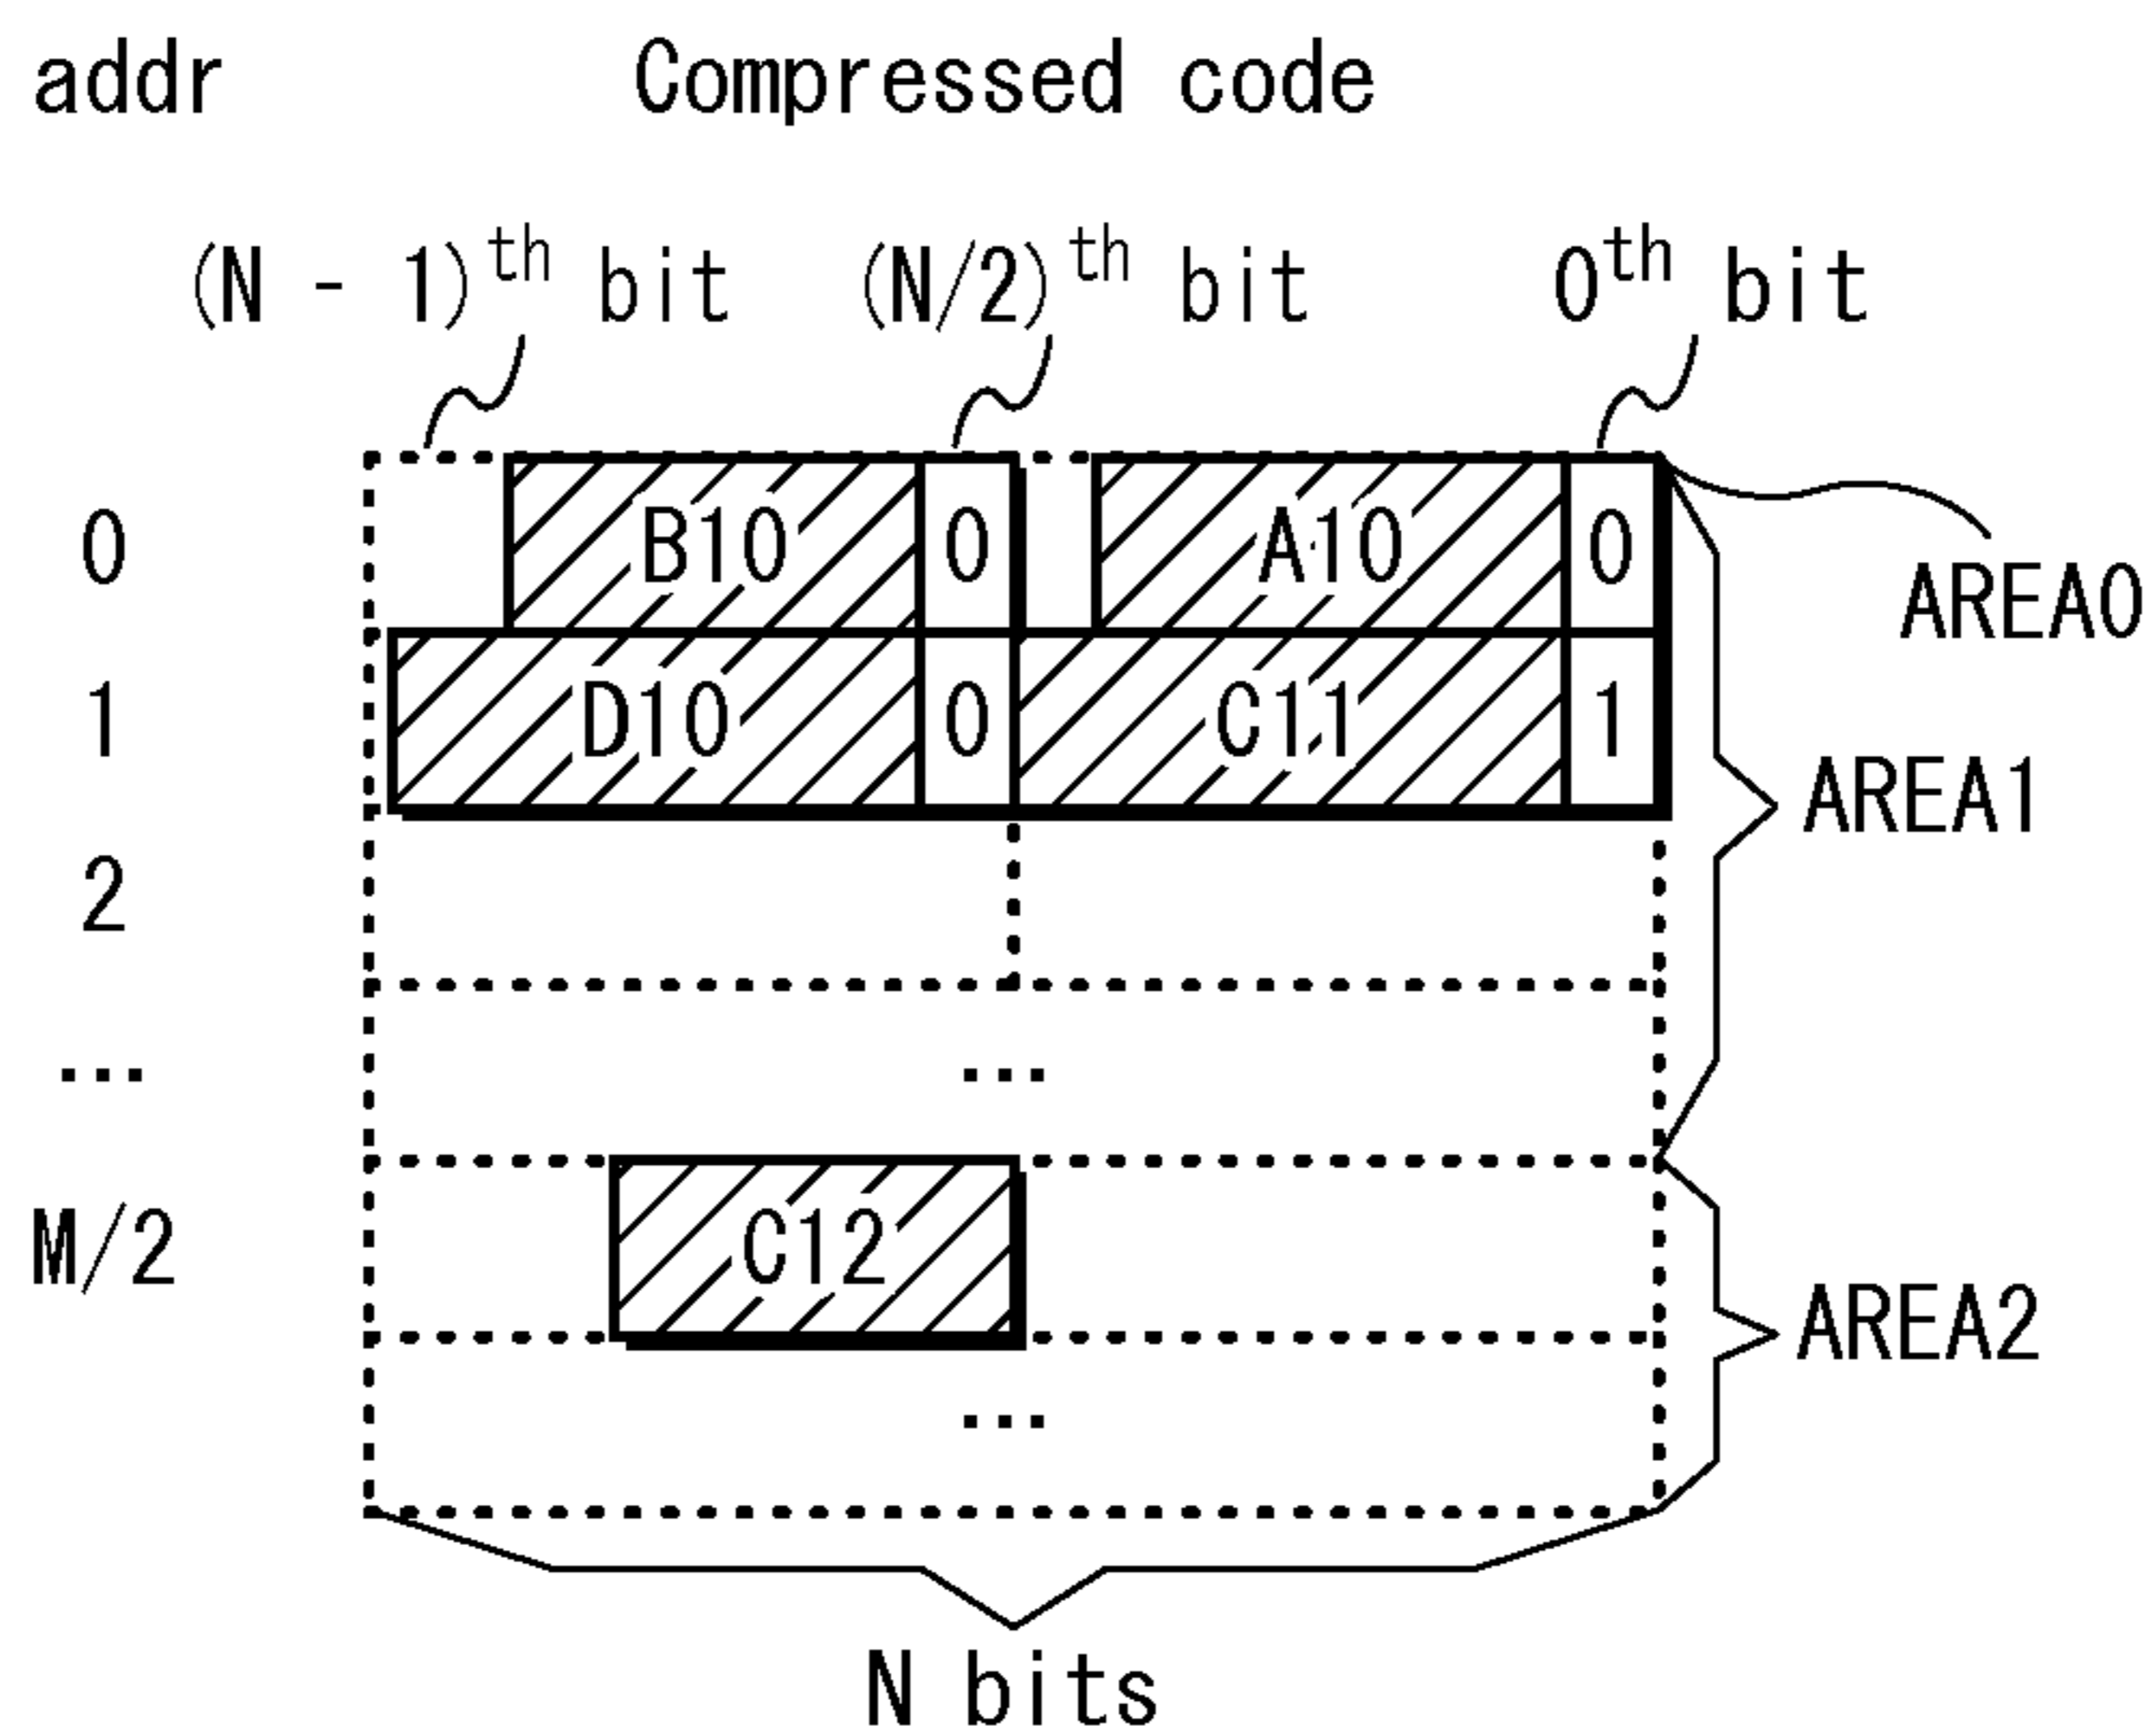 addr Compressed code
(N - 1)th bit (N/2)th bit 0th bit
0 B10 0 A10 0
AREA0
1 D10 0 C11 1
AREA1
2
... ...
M/2 C12
AREA2
...
N bits